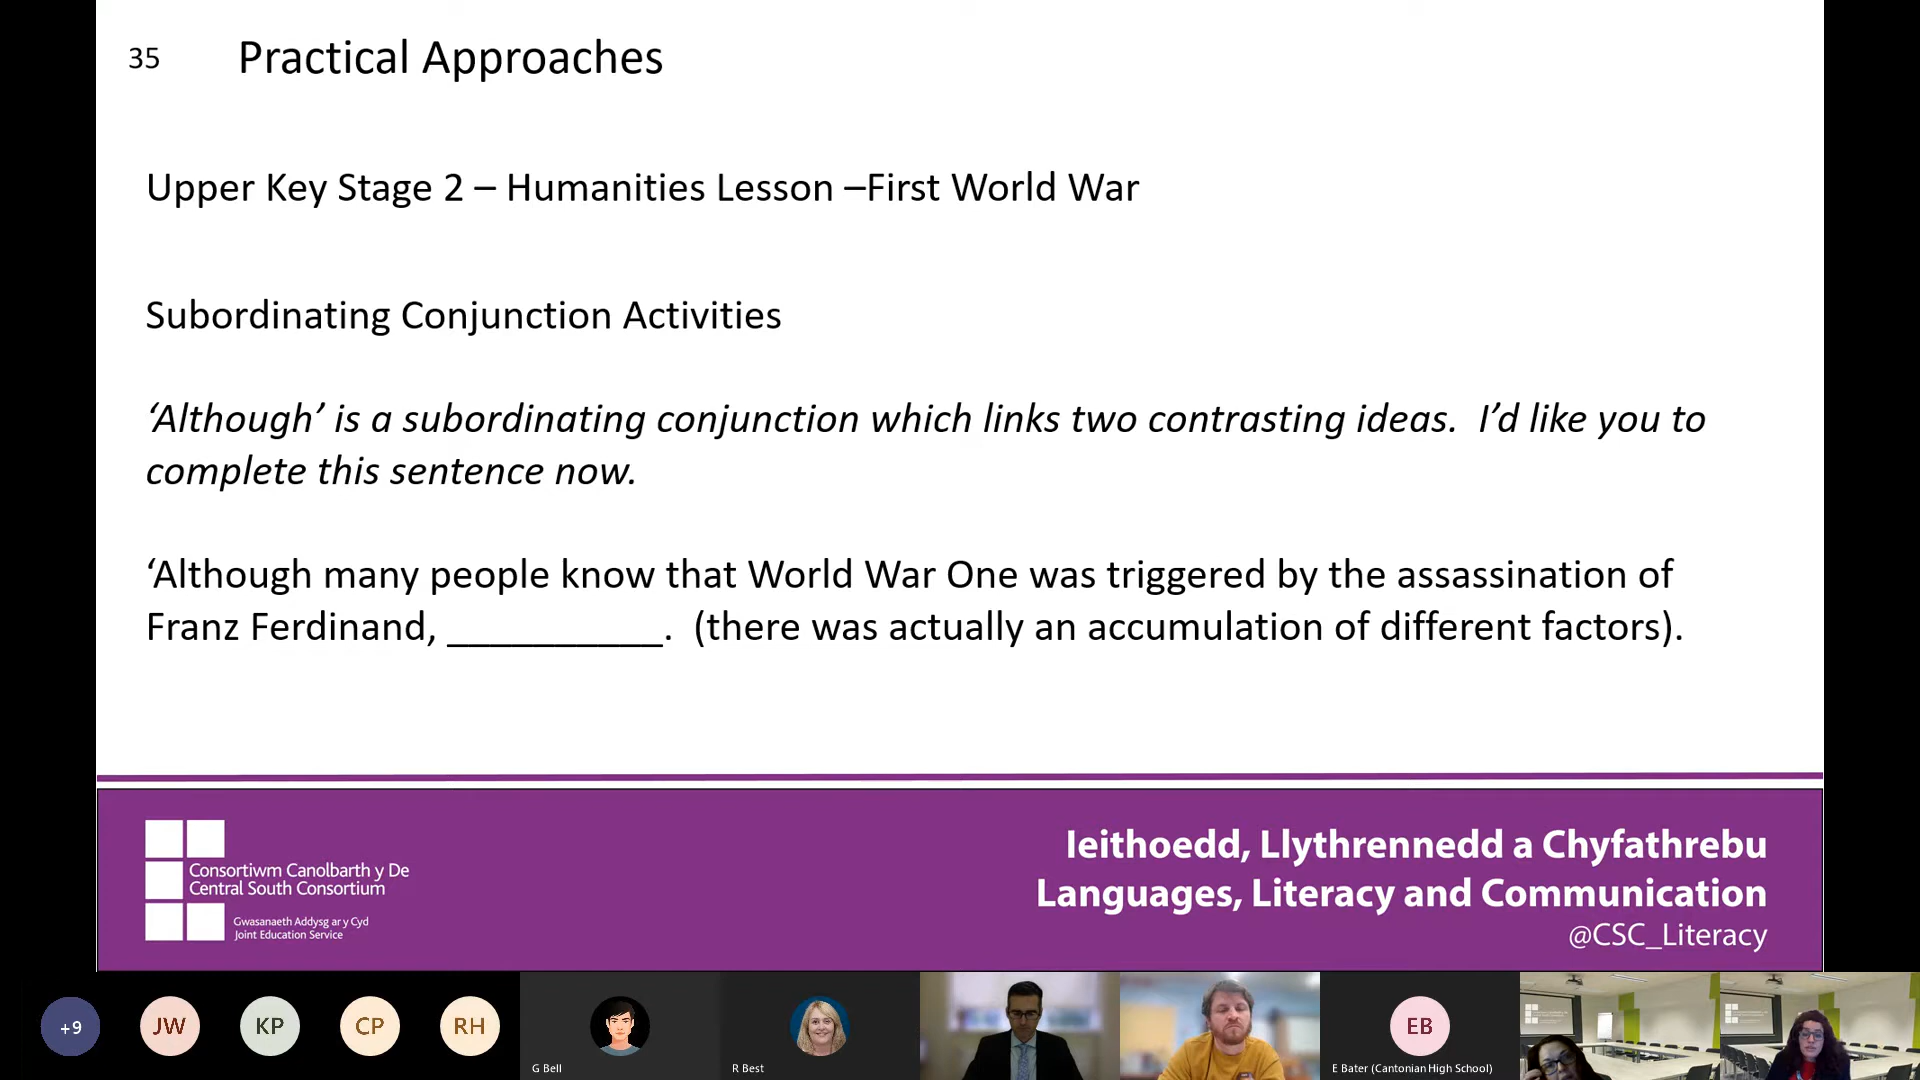 35
Practical Approaches
Upper Key Stage 2 – Humanities Lesson –First World War
Subordinating Conjunction Activities
‘Although’ is a subordinating conjunction which links two contrasting ideas.  I’d like you to
complete this sentence now.
‘Although many people know that World War One was triggered by the assassination of
Franz Ferdinand, __________.  (there was actually an accumulation of different factors).
Consortiwm Canolbarth y De
Central South Consortium
Gwasanaeth Addysg ar y Cyd
Joint Education Service
Ieithoedd, Llythrennedd a Chyfathrebu
Languages, Literacy and Communication
@CSC_Literacy
+9
JW
KP
CP
RH
G Bell
R Best
EB
E Bater (Cantonian High School)